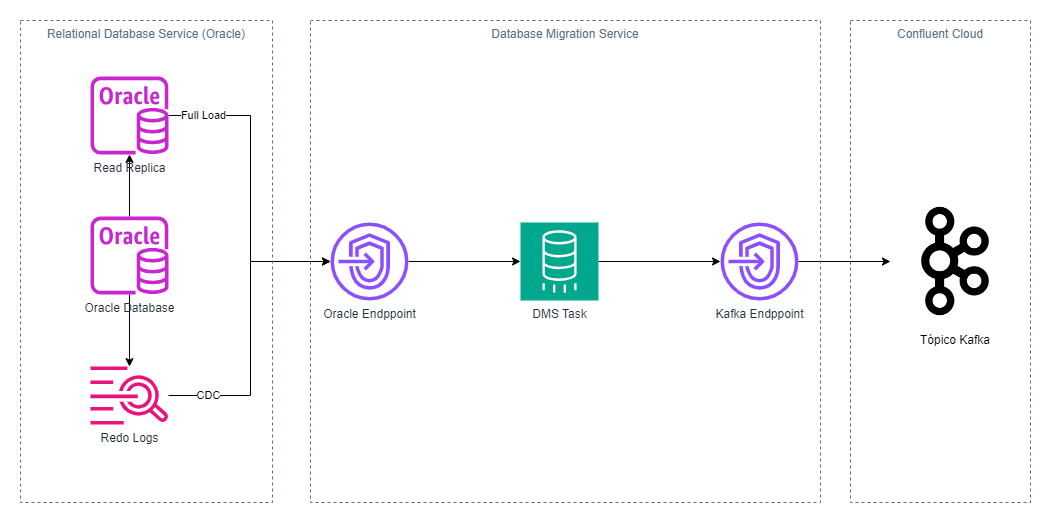 Relational Database Service (Oracle)
Database Migration Service
Confluent Cloud
Oracle
Full Load
Read Replica
Oracle
Oracle Database
Oracle Endppoint
DMS Task
Kafka Endppoint
Tópico Kafka
CDC
Redo Logs